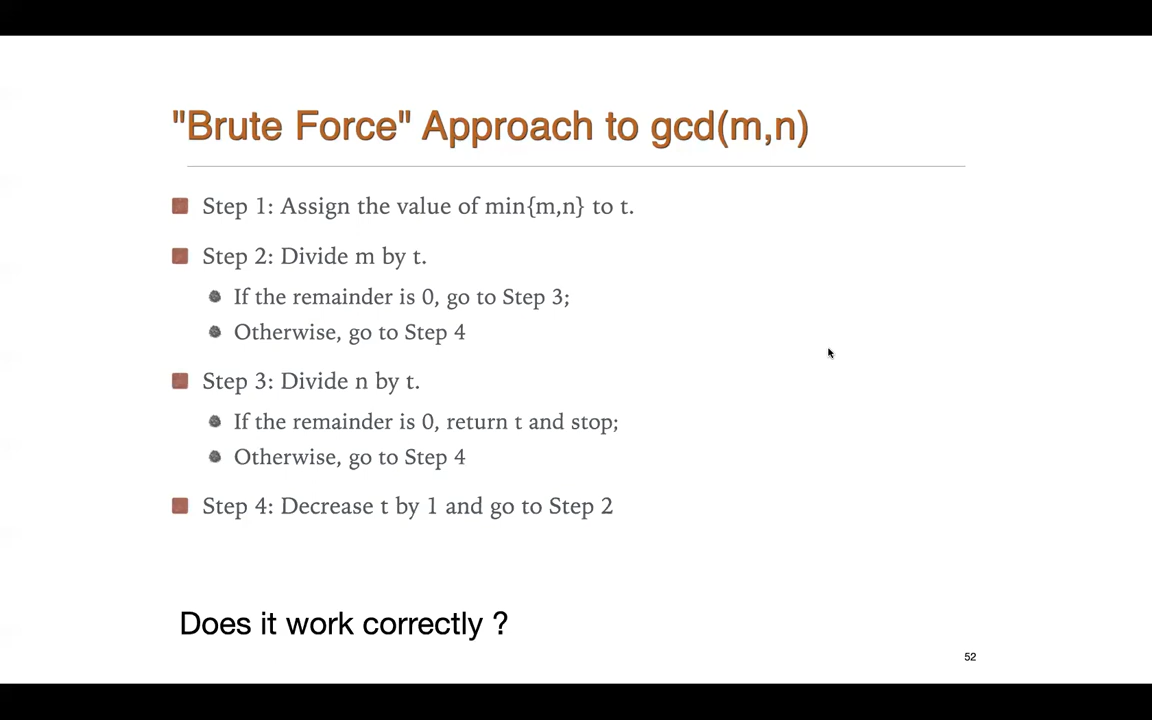 "Brute Force" Approach to gcd(m,n)
Step 1: Assign the value of min{m,n} to t.
Step 2: Divide m by t.
If the remainder is 0, go to Step 3;
Otherwise, go to Step 4
Step 3: Divide n by t.
If the remainder is 0, return t and stop;
Otherwise, go to Step 4
Step 4: Decrease t by 1 and go to Step 2
Does it work correctly ?
52